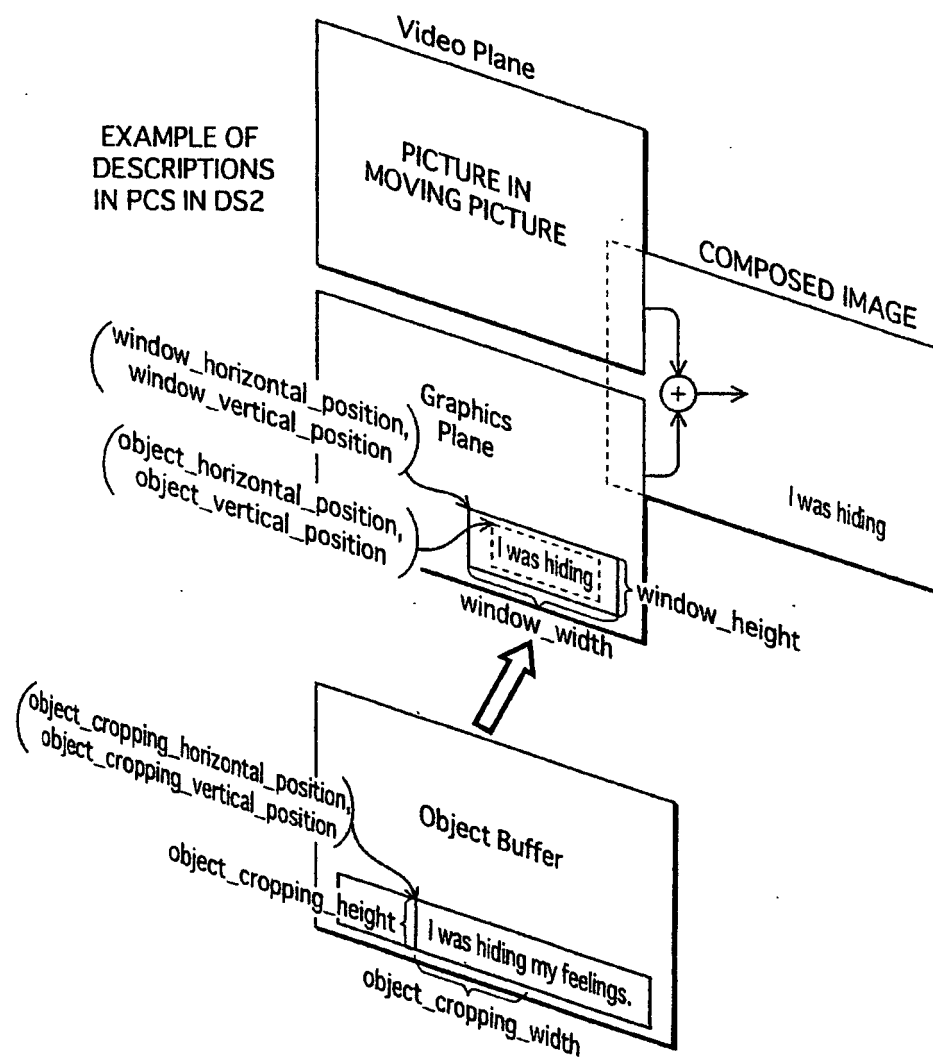 Video Plane
EXAMPLE OF
DESCRIPTIONS
IN PCS IN DS2
PICTURE IN
MOVING PICTURE
COMPOSED IMAGE
(window_horizontal_position,
window_vertical_position)
Graphics
Plane
(object_horizontal_position,
object_vertical_position)
I was hiding
I was hiding
window_height
window_width
(object_cropping_horizontal_position,
object_cropping_vertical_position)
Object Buffer
object_cropping_height
I was hiding my feelings.
object_cropping_width